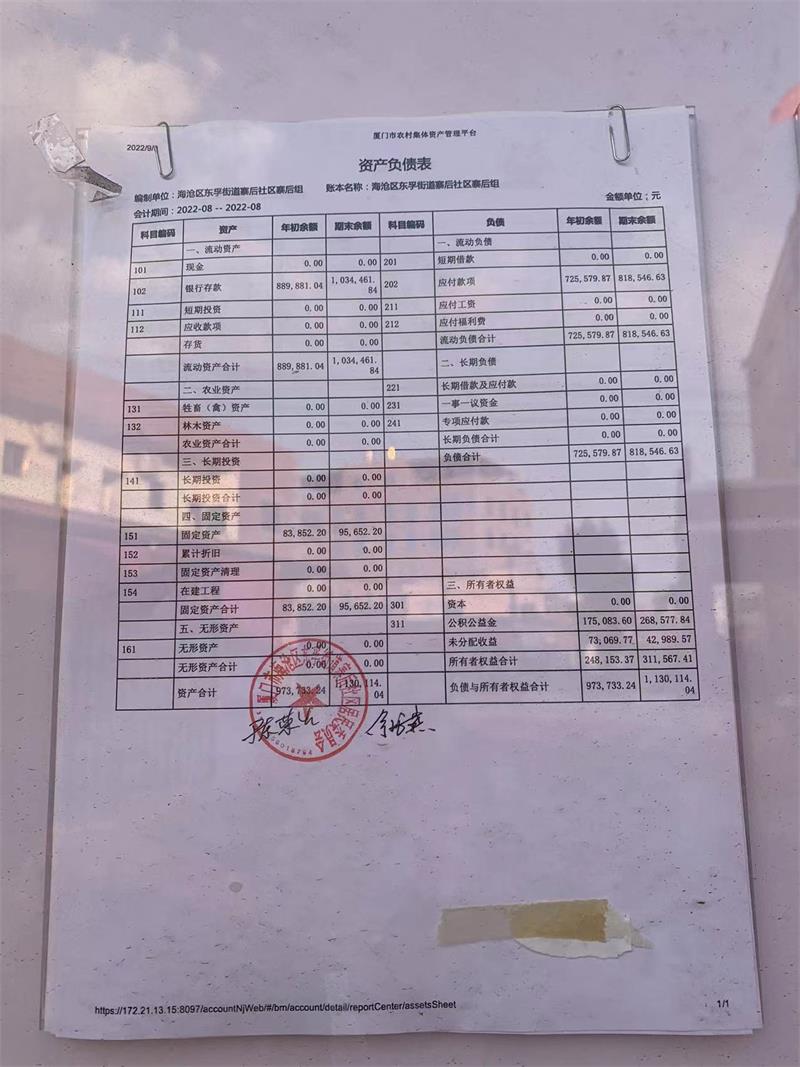 厦门市农村集体资产管理平台
2022/9/
资产负债表
编制单位：海沧区东孚街道寨后社区寨后组 账本名称：海沧区东孚街道寨后社区寨后组
会计期间：2022-08 -- 2022-08 金额单位：元
科目编码 资产 年初余额 期末余额 科目编码 负债 年初余额 期末余额
一、流动资产 一、流动负债
101 现金 0.00 0.00 201 短期借款 0.00 0.00
102 银行存款 889,881.04 1,034,461.84 202 应付款项 725,579.87 818,546.63
111 短期投资 0.00 0.00 211 应付工资 0.00 0.00
112 应收款项 0.00 0.00 212 应付福利费 0.00 0.00
存货 0.00 0.00 流动负债合计 725,579.87 818,546.63
流动资产合计 889,881.04 1,034,461.84 二、长期负债
二、农业资产 221 长期借款及应付款 0.00 0.00
131 牲畜（禽）资产 0.00 0.00 231 一事一议资金 0.00 0.00
132 林木资产 0.00 0.00 241 专项应付款 0.00 0.00
农业资产合计 0.00 0.00 长期负债合计 0.00 0.00
三、长期投资 负债合计 725,579.87 818,546.63
141 长期投资 0.00 0.00
长期投资合计 0.00 0.00
四、固定资产
151 固定资产 83,852.20 95,652.20
152 累计折旧 0.00 0.00
153 固定资产清理 0.00 0.00
154 在建工程 0.00 0.00 三、所有者权益
固定资产合计 83,852.20 95,652.20 301 资本 0.00 0.00
五、无形资产 311 公积公益金 175,083.60 268,577.84
161 无形资产 0.00 0.00 未分配收益 73,069.77 42,989.57
无形资产合计 0.00 0.00 所有者权益合计 248,153.37 311,567.41
资产合计 973,733.24 1,130,114.04 负债与所有者权益合计 973,733.24 1,130,114.04
https://172.21.13.15:8097/accountNjWeb/#/bm/account/detail/reportCenter/assetsSheet 1/1